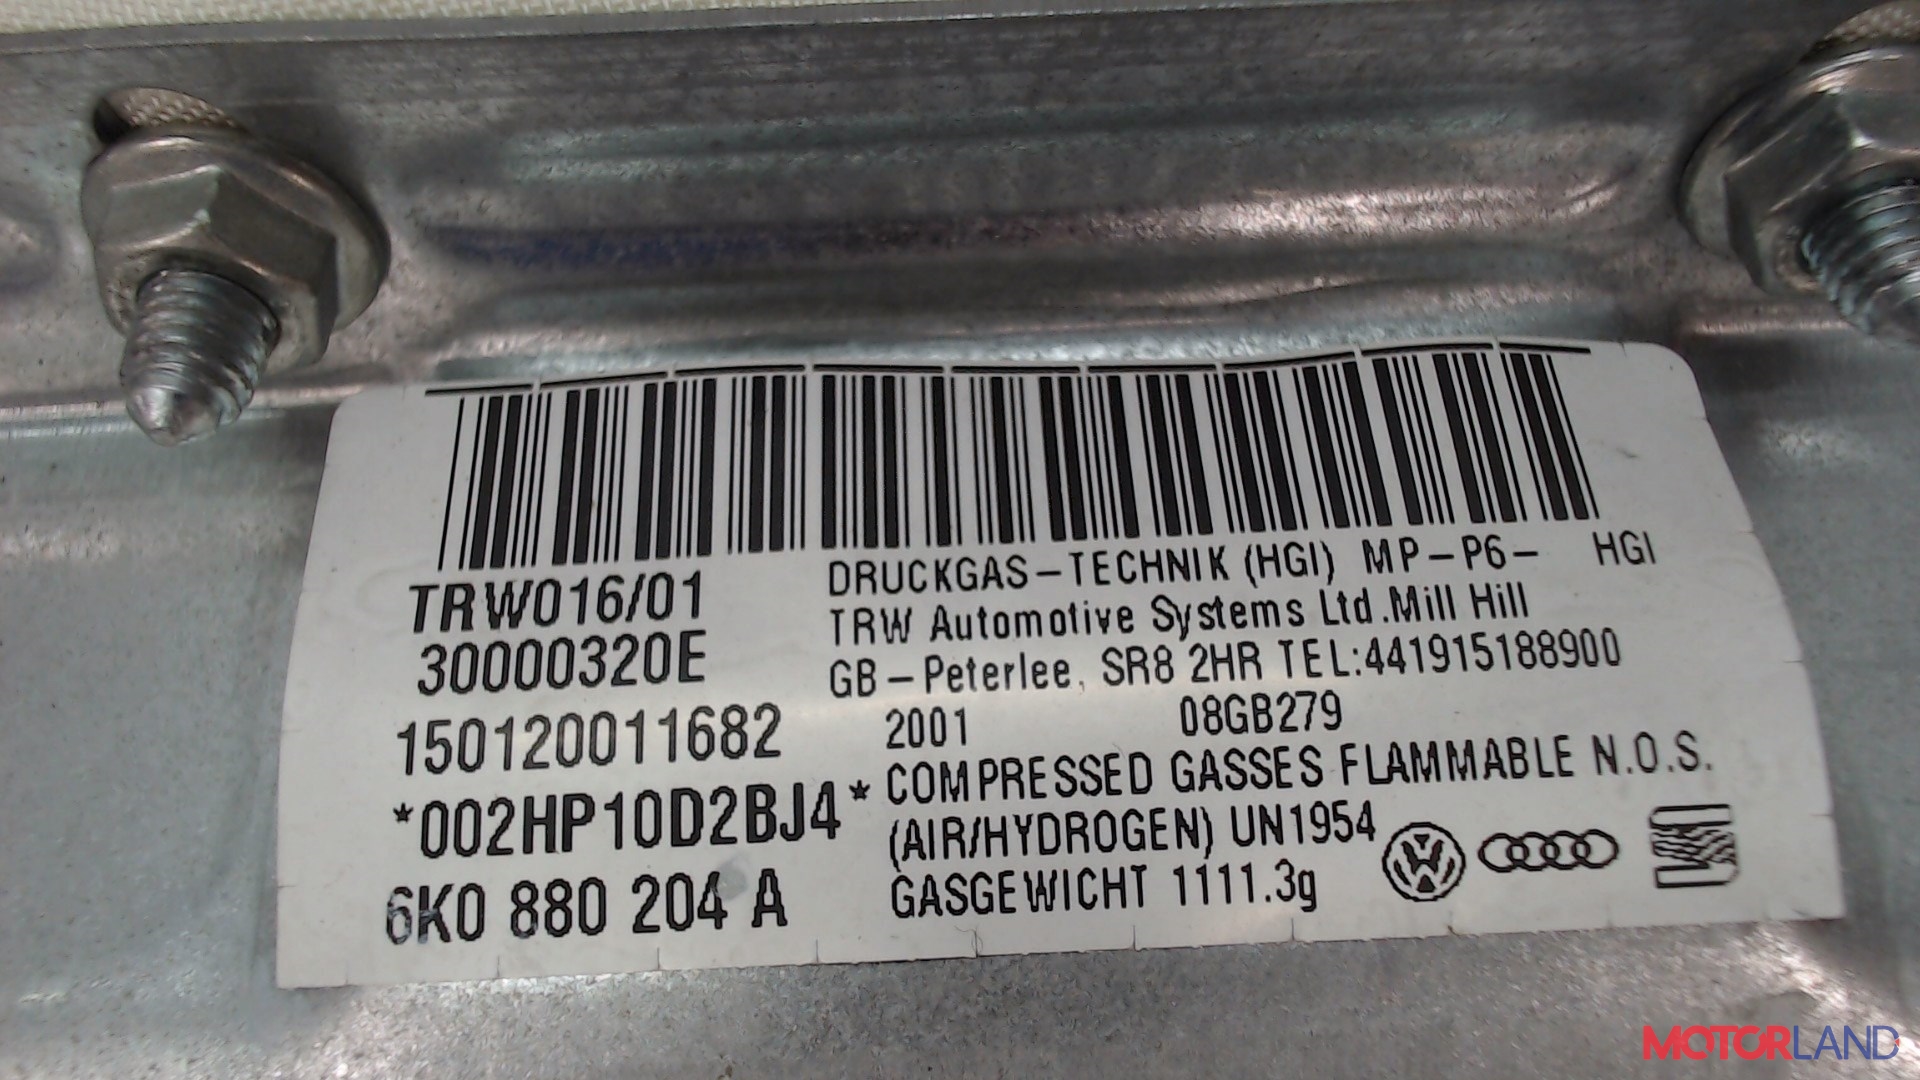 TRW016/01
30000320E
150120011682
*002HP10D2BJ4*
6K0 880 204 A
DRUCKGAS-TECHNIK (HGI) MP-P6- HGI
TRW Automotive Systems Ltd.Mill Hill
GB-Peterlee, SR8 2HR TEL:441915188900
2001 08GB279
COMPRESSED GASSES FLAMMABLE N.O.S.
(AIR/HYDROGEN) UN1954
GASGEWICHT 1111.3g
MOTORLAND